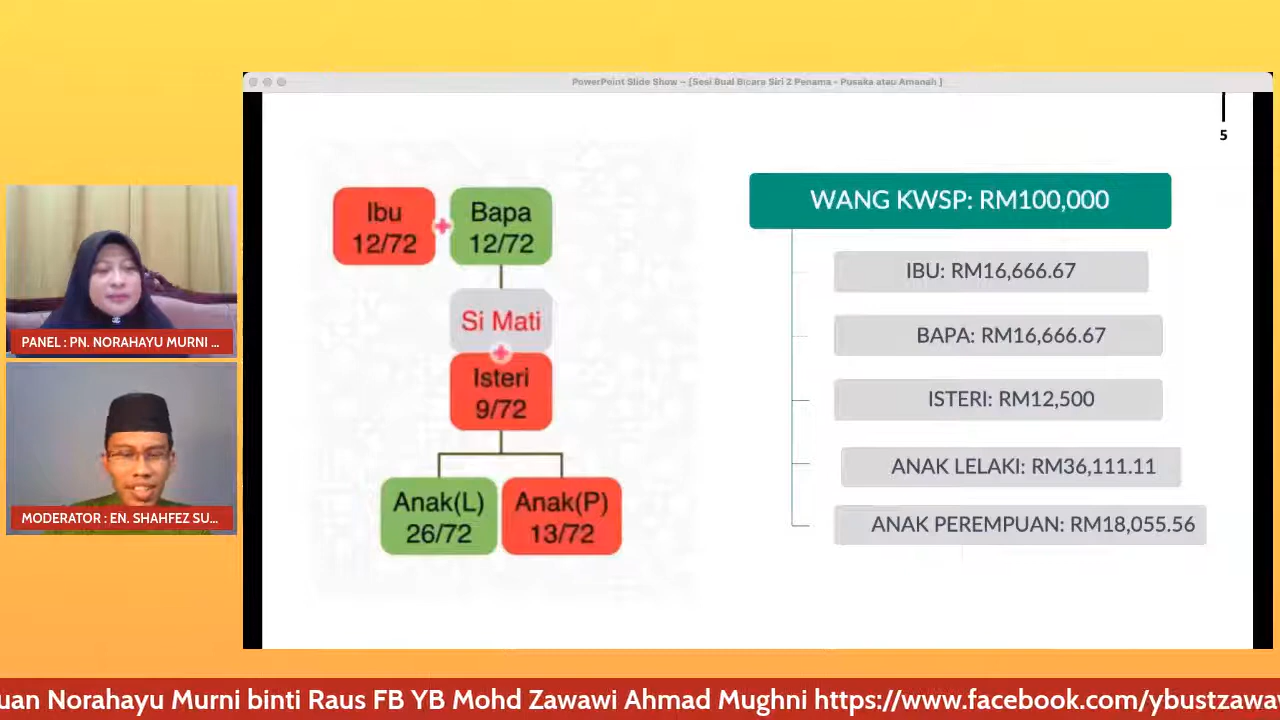 PowerPoint Slide Show - [Sesi Bual Bicara Siri 2 Penama - Pusaka atau Amanah ]
5
Ibu
12/72
Bapa
12/72
Si Mati
Isteri
9/72
Anak(L)
26/72
Anak(P)
13/72
WANG KWSP: RM100,000
IBU: RM16,666.67
BAPA: RM16,666.67
ISTERI: RM12,500
ANAK LELAKI: RM36,111.11
ANAK PEREMPUAN: RM18,055.56
PANEL : PN. NORAHAYU MURNI ...
MODERATOR : EN. SHAHFEZ SU...
uan Norahayu Murni binti Raus FB YB Mohd Zawawi Ahmad Mughni https://www.facebook.com/ybustzawa